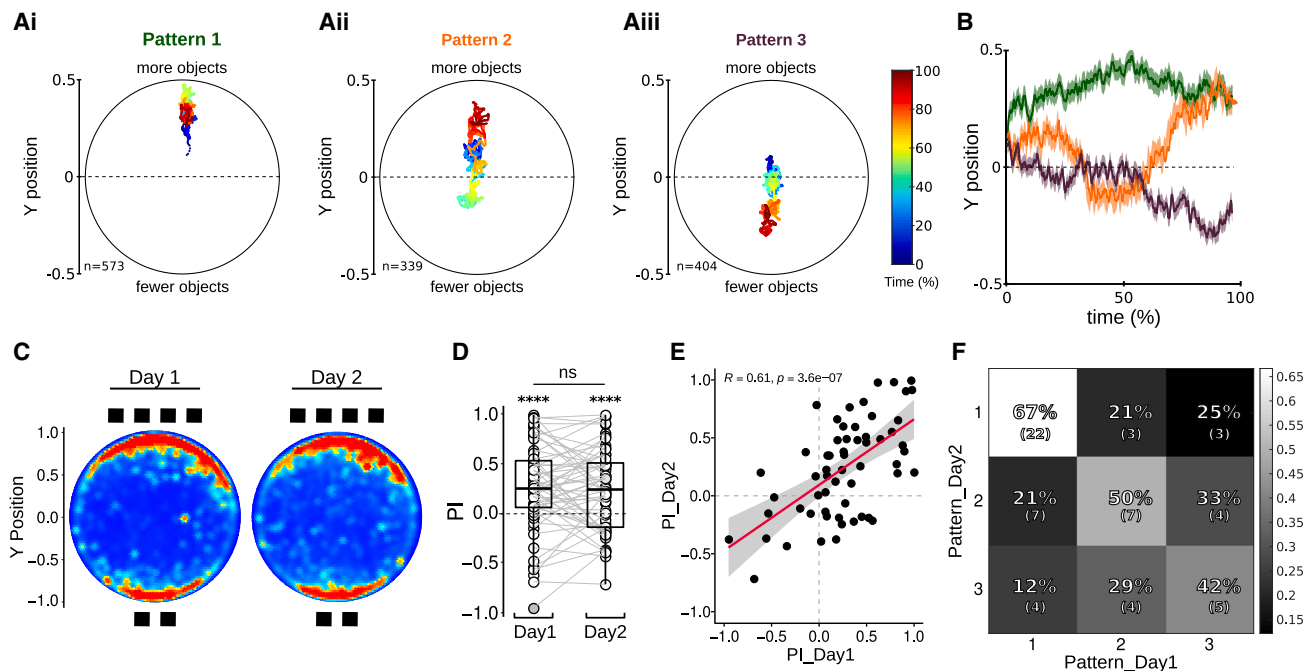 Ai
Pattern 1
more objects
0.5
0
-0.5
Y position
n=573
fewer objects
Aii
Pattern 2
more objects
0.5
0
-0.5
Y position
n=339
fewer objects
Aiii
Pattern 3
more objects
0.5
0
-0.5
Y position
n=404
fewer objects
100
80
60
40
20
0
Time (%)
B
0.5
0
-0.5
Y position
0
50
100
time (%)
C
Day 1
Day 2
1.0
0.5
0.0
-0.5
-1.0
Y Position
D
ns
****
****
1.0
0.5
0.0
-0.5
-1.0
PI
Day1
Day2
E
R = 0.61, p = 3.6e-07
1.0
0.5
0.0
-0.5
-1.0
PI_Day2
-1.0
-0.5
0.0
0.5
1.0
PI_Day1
F
Pattern_Day2
1
67%
(22)
21%
(3)
25%
(3)
2
21%
(7)
50%
(7)
33%
(4)
3
12%
(4)
29%
(4)
42%
(5)
1
2
3
Pattern_Day1
0.65
0.60
0.55
0.50
0.45
0.40
0.35
0.30
0.25
0.20
0.15